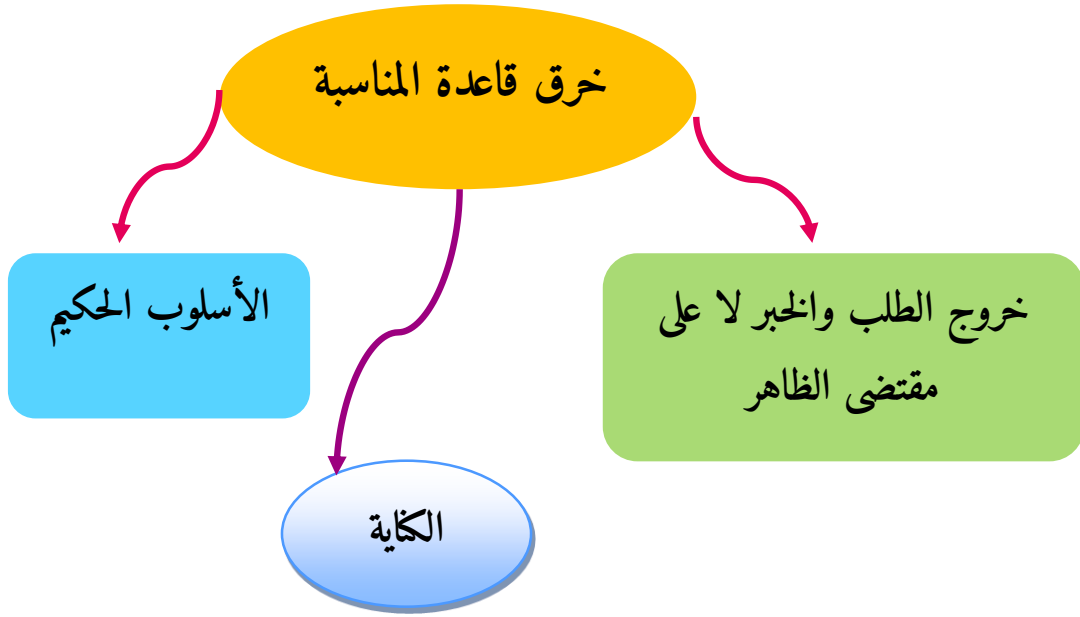 خرق قاعدة المناسبة
خروج الطلب والخبر لا على
مقتضى الظاهر
الأسلوب الحكيم
الكناية